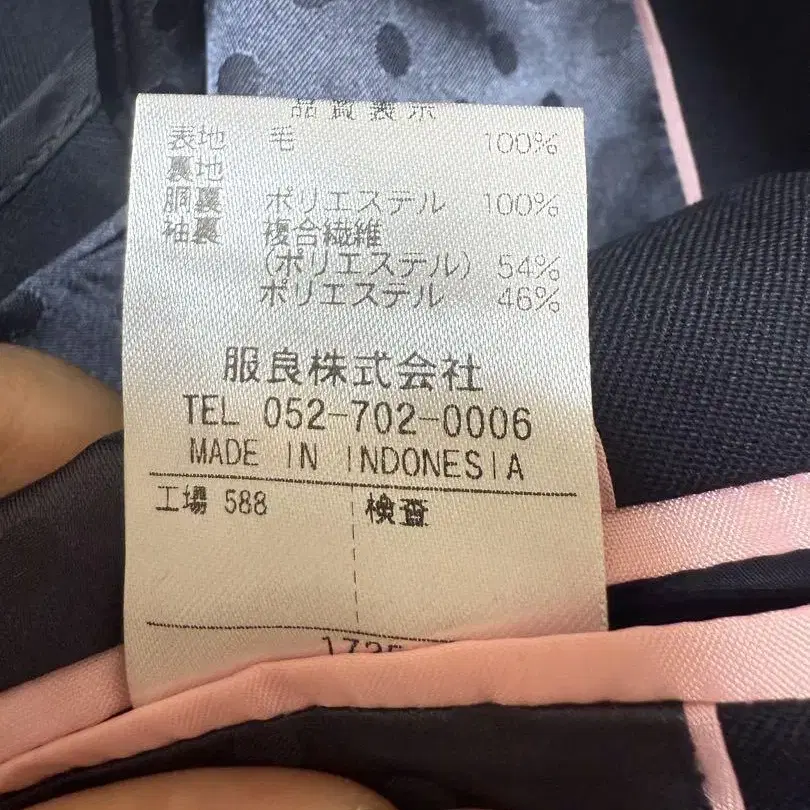 品質表示
表地 毛 100%
裏地
胴裏 ポリエステル 100%
袖裏 複合繊維
(ポリエステル) 54%
ポリエステル 46%
服良株式会社
TEL 052-702-0006
MADE IN INDONESIA
工場 588 検査